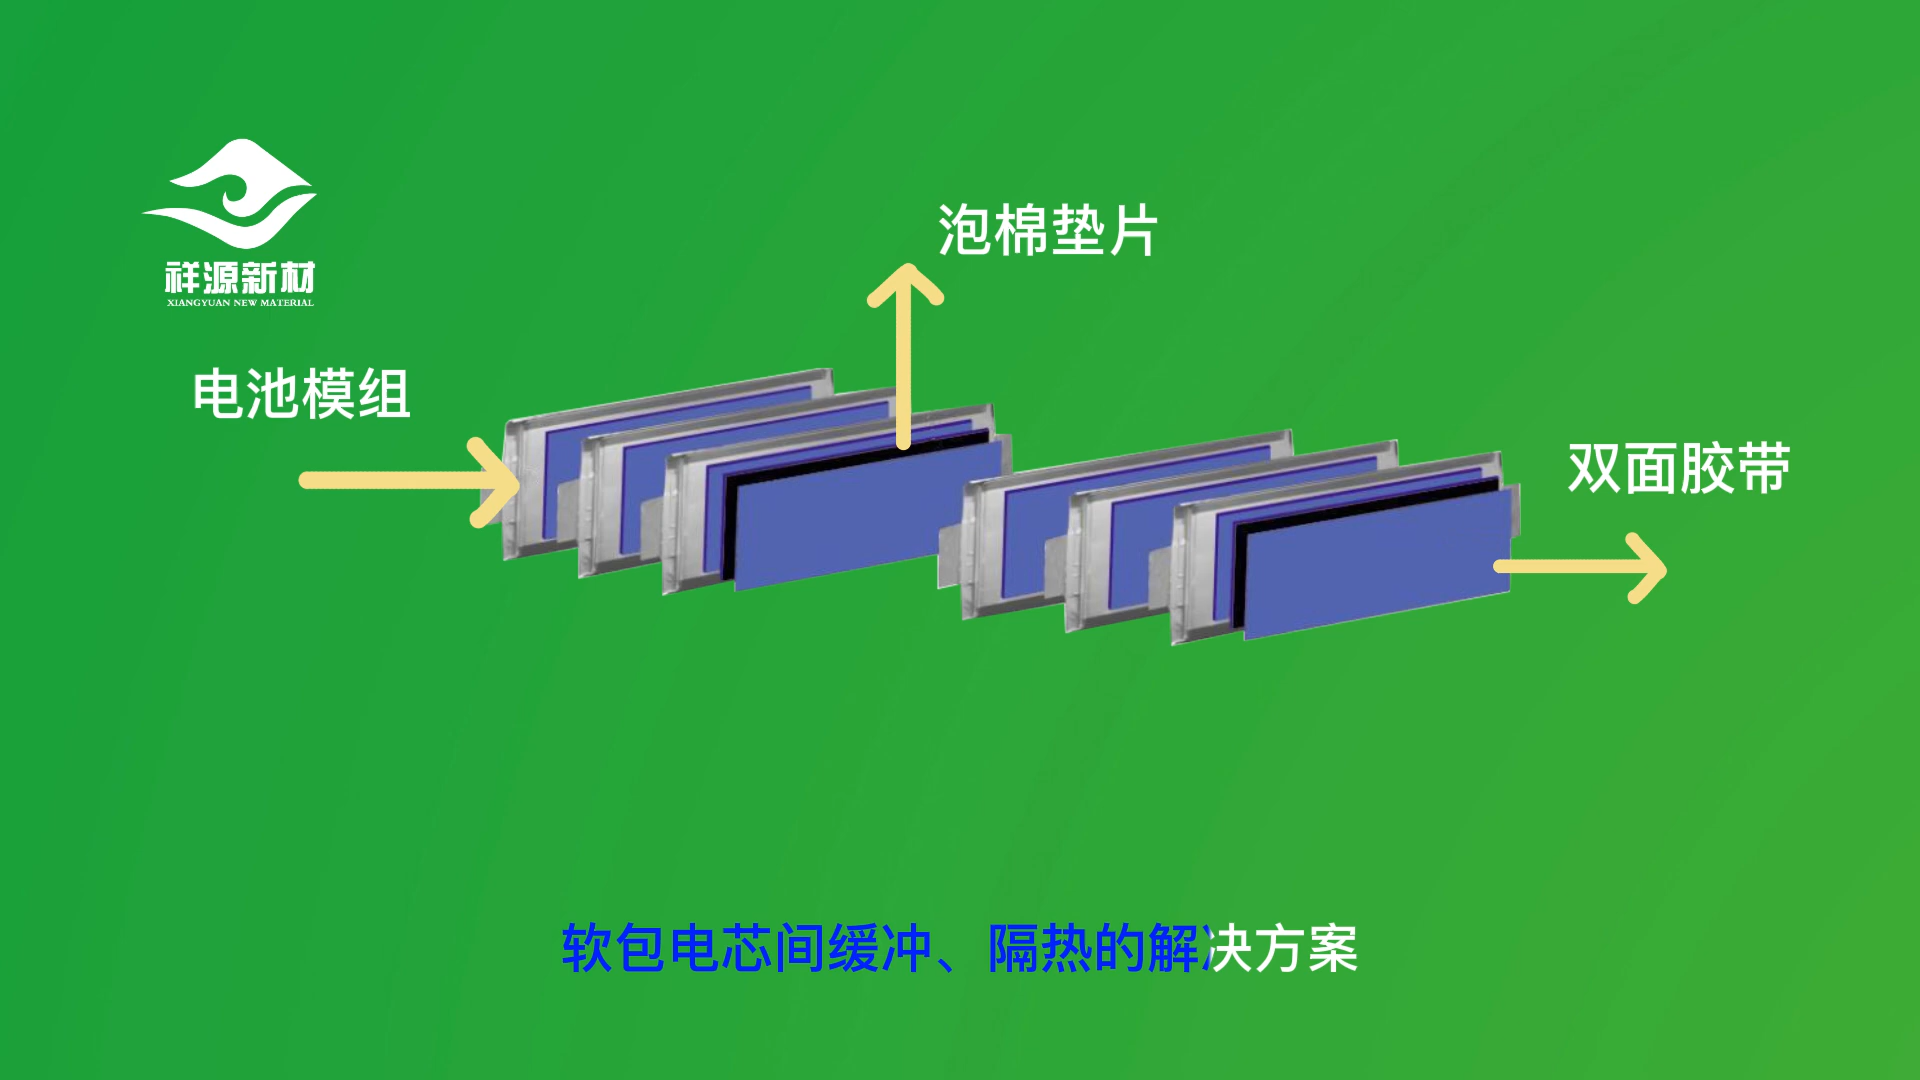 祥源新材
XIANGYUAN NEW MATERIAL
泡棉垫片
电池模组
双面胶带
软包电芯间缓冲、隔热的解决方案